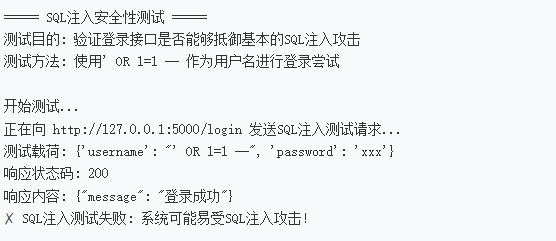 ===== SQL注入安全性测试 =====
测试目的: 验证登录接口是否能够抵御基本的SQL注入攻击
测试方法: 使用' OR 1=1 -- 作为用户名进行登录尝试
开始测试...
正在向 http://127.0.0.1:5000/login 发送SQL注入测试请求...
测试载荷: {'username': "' OR 1=1 --", 'password': 'xxx'}
响应状态码: 200
响应内容: {"message": "登录成功"}
✗ SQL注入测试失败: 系统可能易受SQL注入攻击!